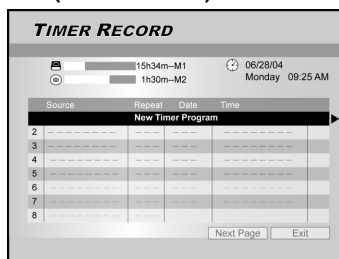 TIMER RECORD
15h34m--M1
1h30m--M2
06/28/04
Monday 09:25 AM
Source Repeat Date Time
New Timer Program
2 -------- --- --- --------
3 -------- --- --- --------
4 -------- --- --- --------
5 -------- --- --- --------
6 -------- --- --- --------
7 -------- --- --- --------
8 -------- --- --- --------
Next Page Exit